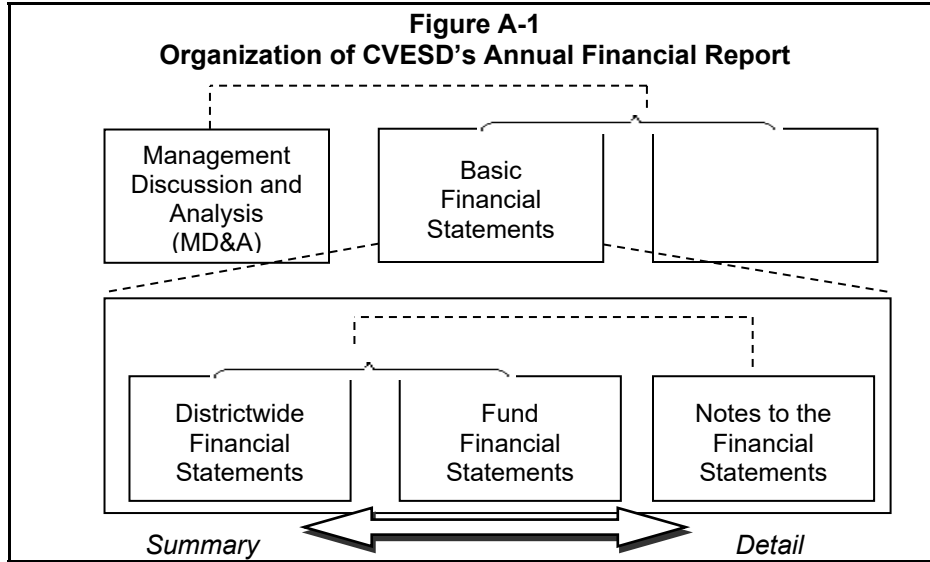 Figure A-1
Organization of CVESD's Annual Financial Report
Management
Discussion and
Analysis
(MD&A)
Basic
Financial
Statements
Districtwide
Financial
Statements
Fund
Financial
Statements
Notes to the
Financial
Statements
Summary
Detail